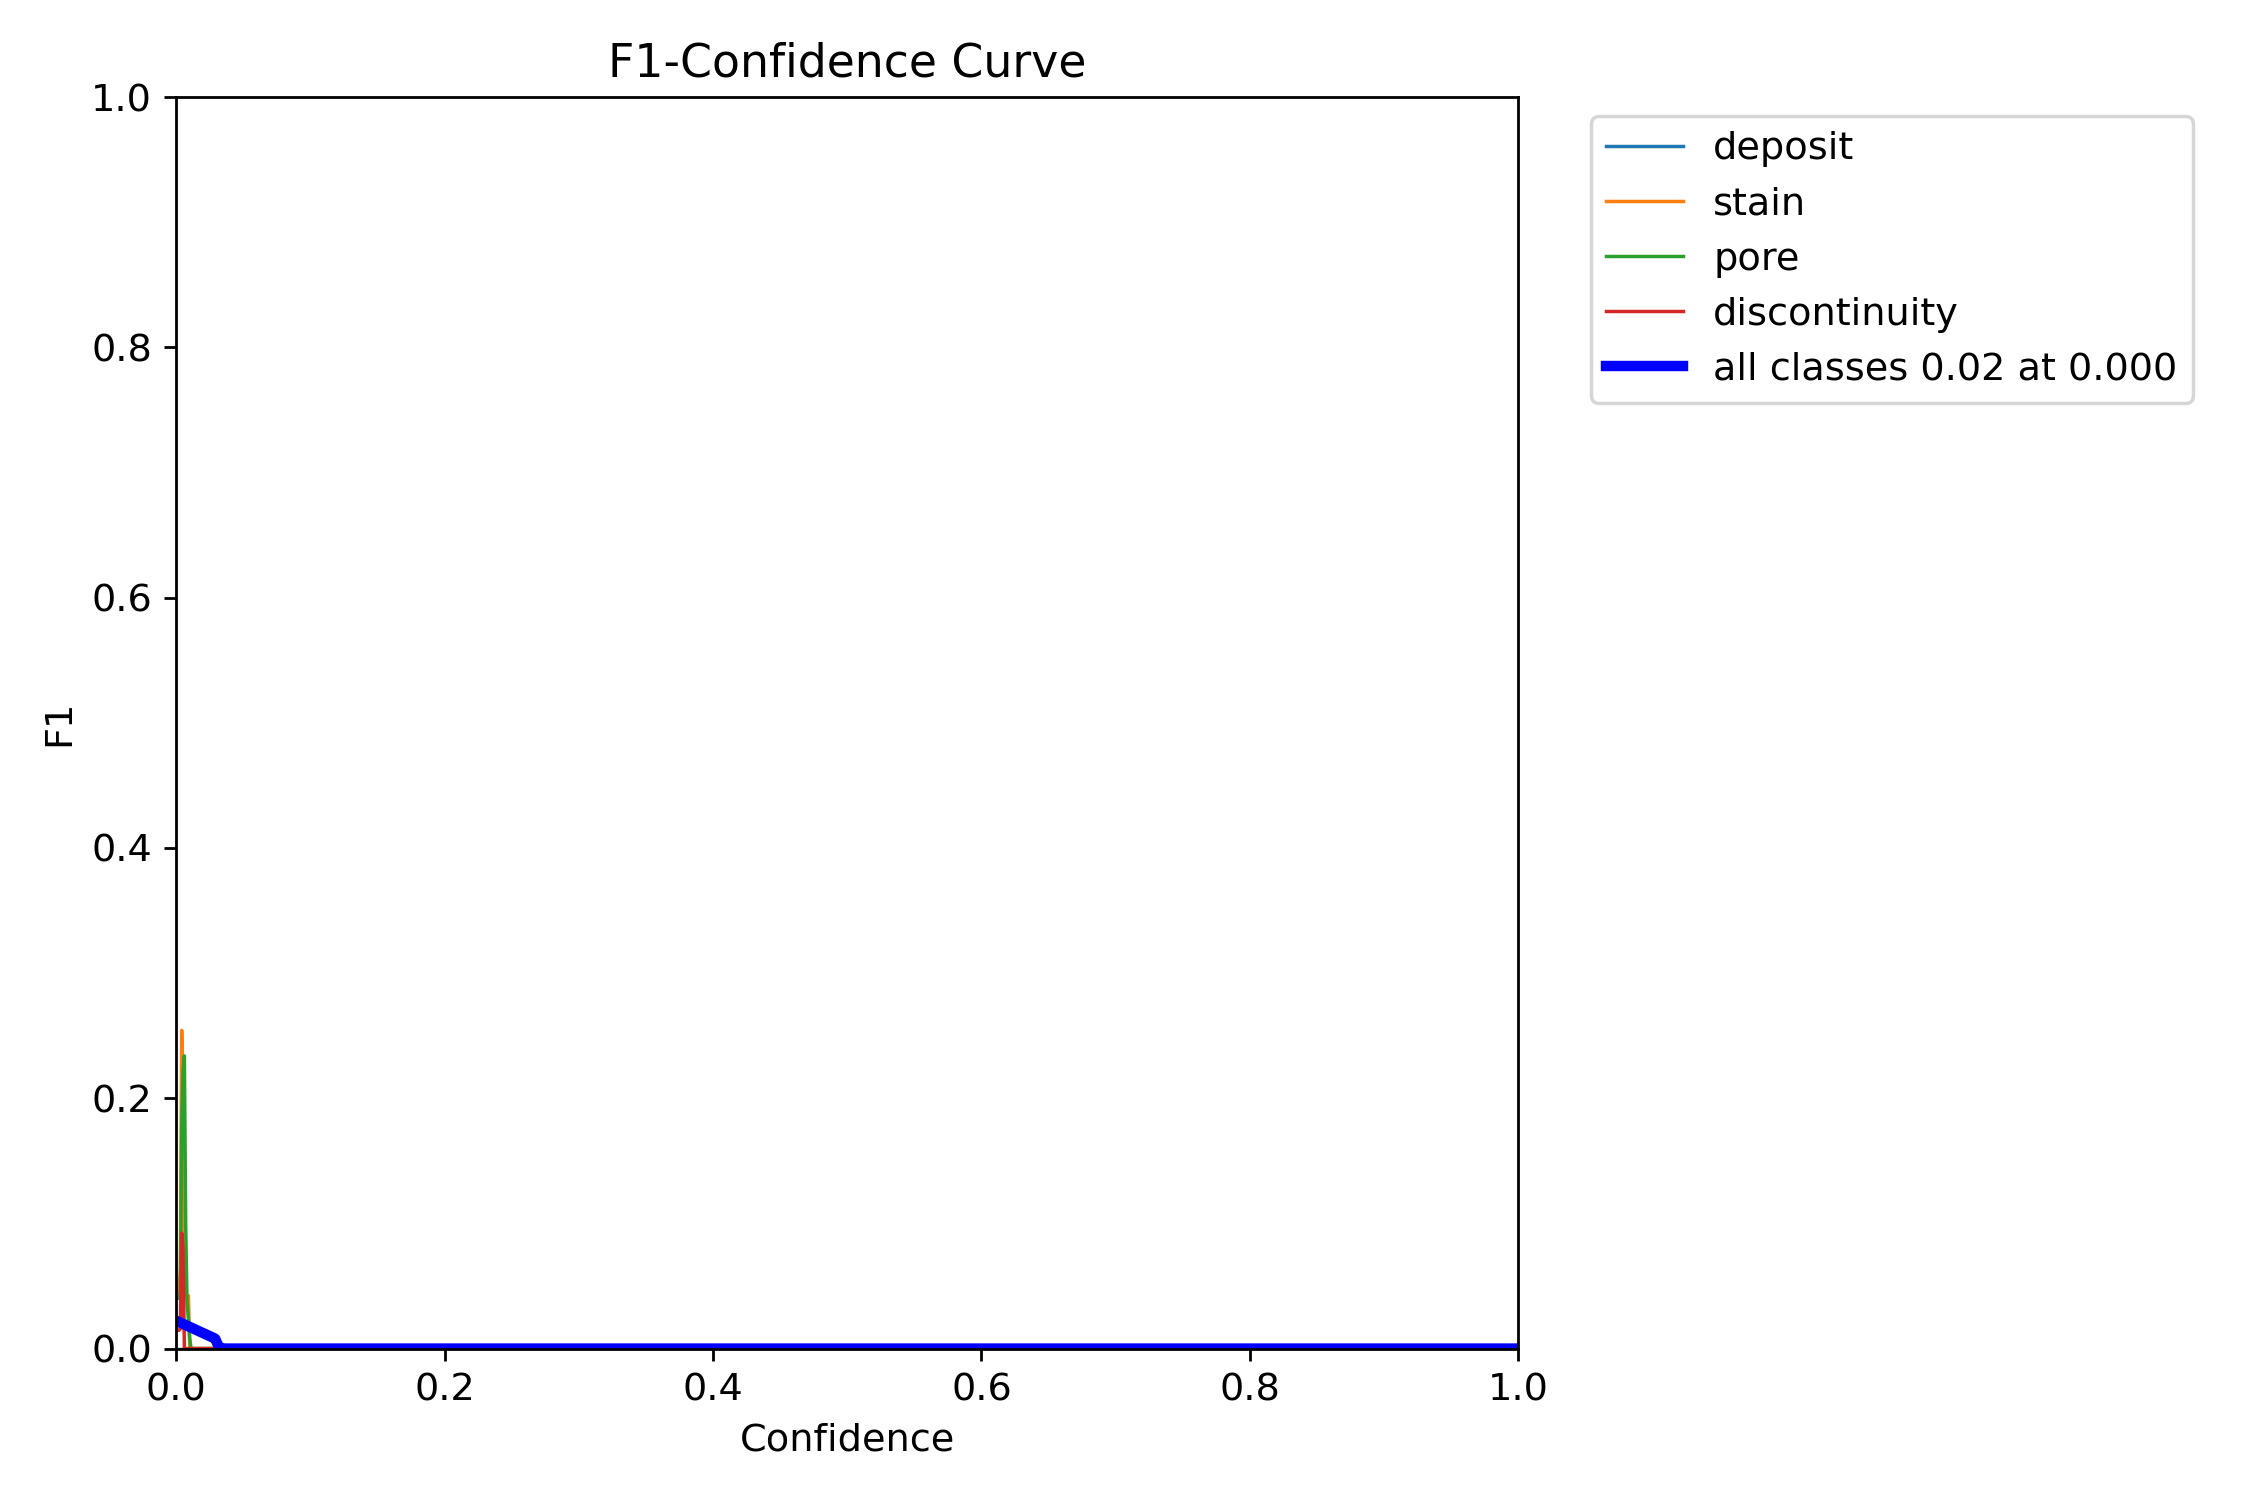 F1-Confidence Curve
1.0
0.8
0.6
0.4
0.2
0.0
F1
0.0 0.2 0.4 0.6 0.8 1.0
Confidence
deposit
stain
pore
discontinuity
all classes 0.02 at 0.000